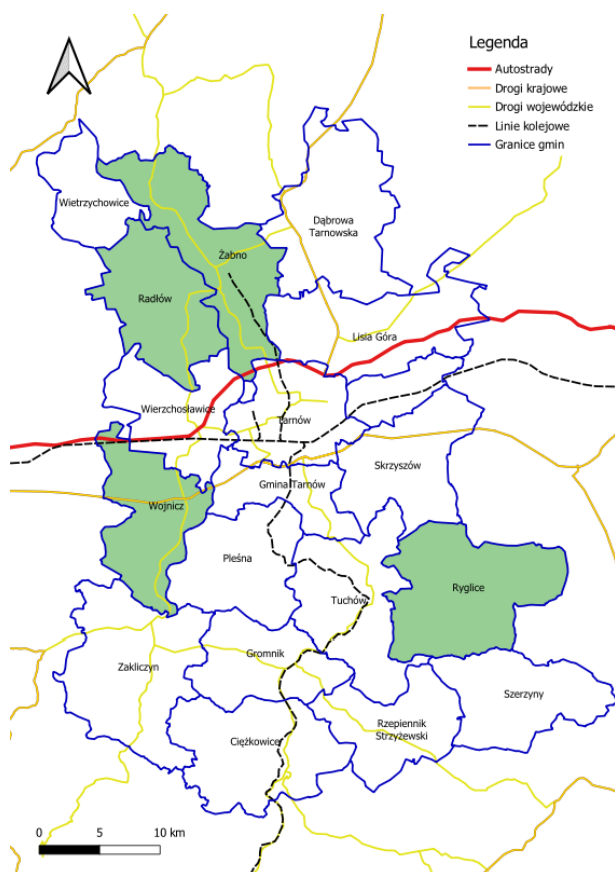 Legenda
Autostrady
Drogi krajowe
Drogi wojewódzkie
Linie kolejowe
Granice gmin
Wietrzychowice
Dąbrowa
Tarnowska
Żabno
Radłów
Lisia Góra
Wierzchosławice
Tarnów
Skrzyszów
Gmina Tarnów
Wojnicz
Pleśna
Ryglice
Tuchów
Gromnik
Zakliczyn
Szerzyny
Rzepiennik
Strzyżewski
Ciężkowice
0 5 10 km